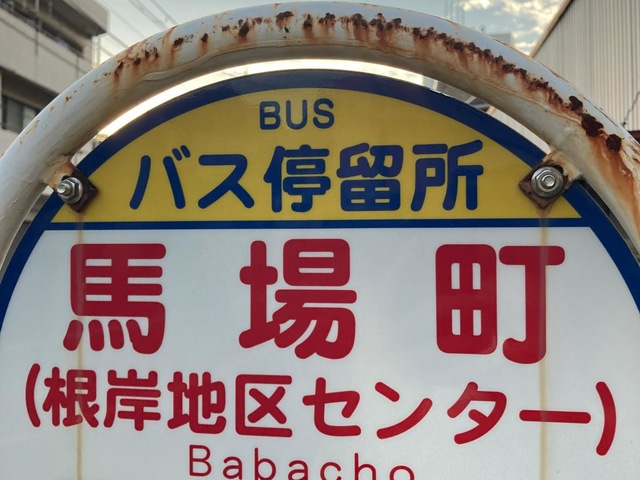 BUS
バス停留所
馬場町
(根岸地区センター)
Babacho